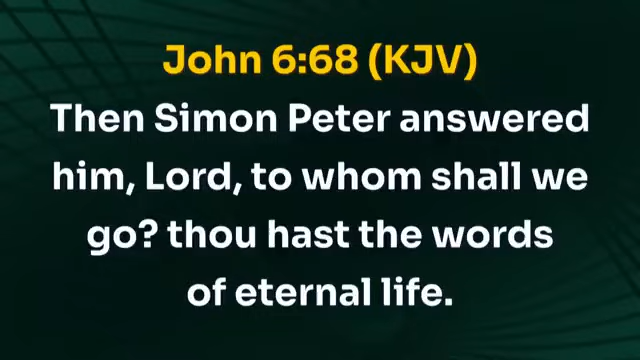 John 6:68 (KJV)
Then Simon Peter answered
him, Lord, to whom shall we
go? thou hast the words
of eternal life.